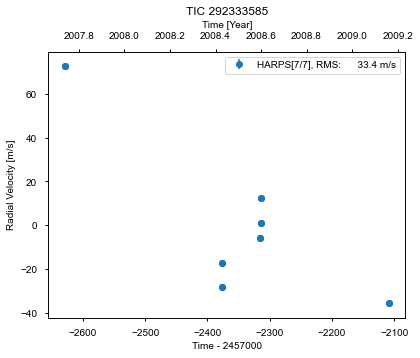 TIC 292333585
Time [Year]
2007.8 2008.0 2008.2 2008.4 2008.6 2008.8 2009.0 2009.2
HARPS[7/7], RMS: 33.4 m/s
Radial Velocity [m/s]
60
40
20
0
−20
−40
−2600 −2500 −2400 −2300 −2200 −2100
Time - 2457000